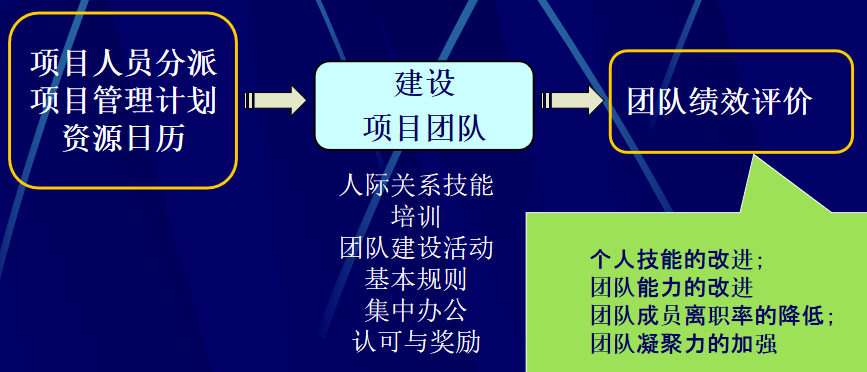 项目人员分派
项目管理计划
资源日历
建设
项目团队
团队绩效评价
人际关系技能
培训
团队建设活动
基本规则
集中办公
认可与奖励
个人技能的改进;
团队能力的改进
团队成员离职率的降低;
团队凝聚力的加强